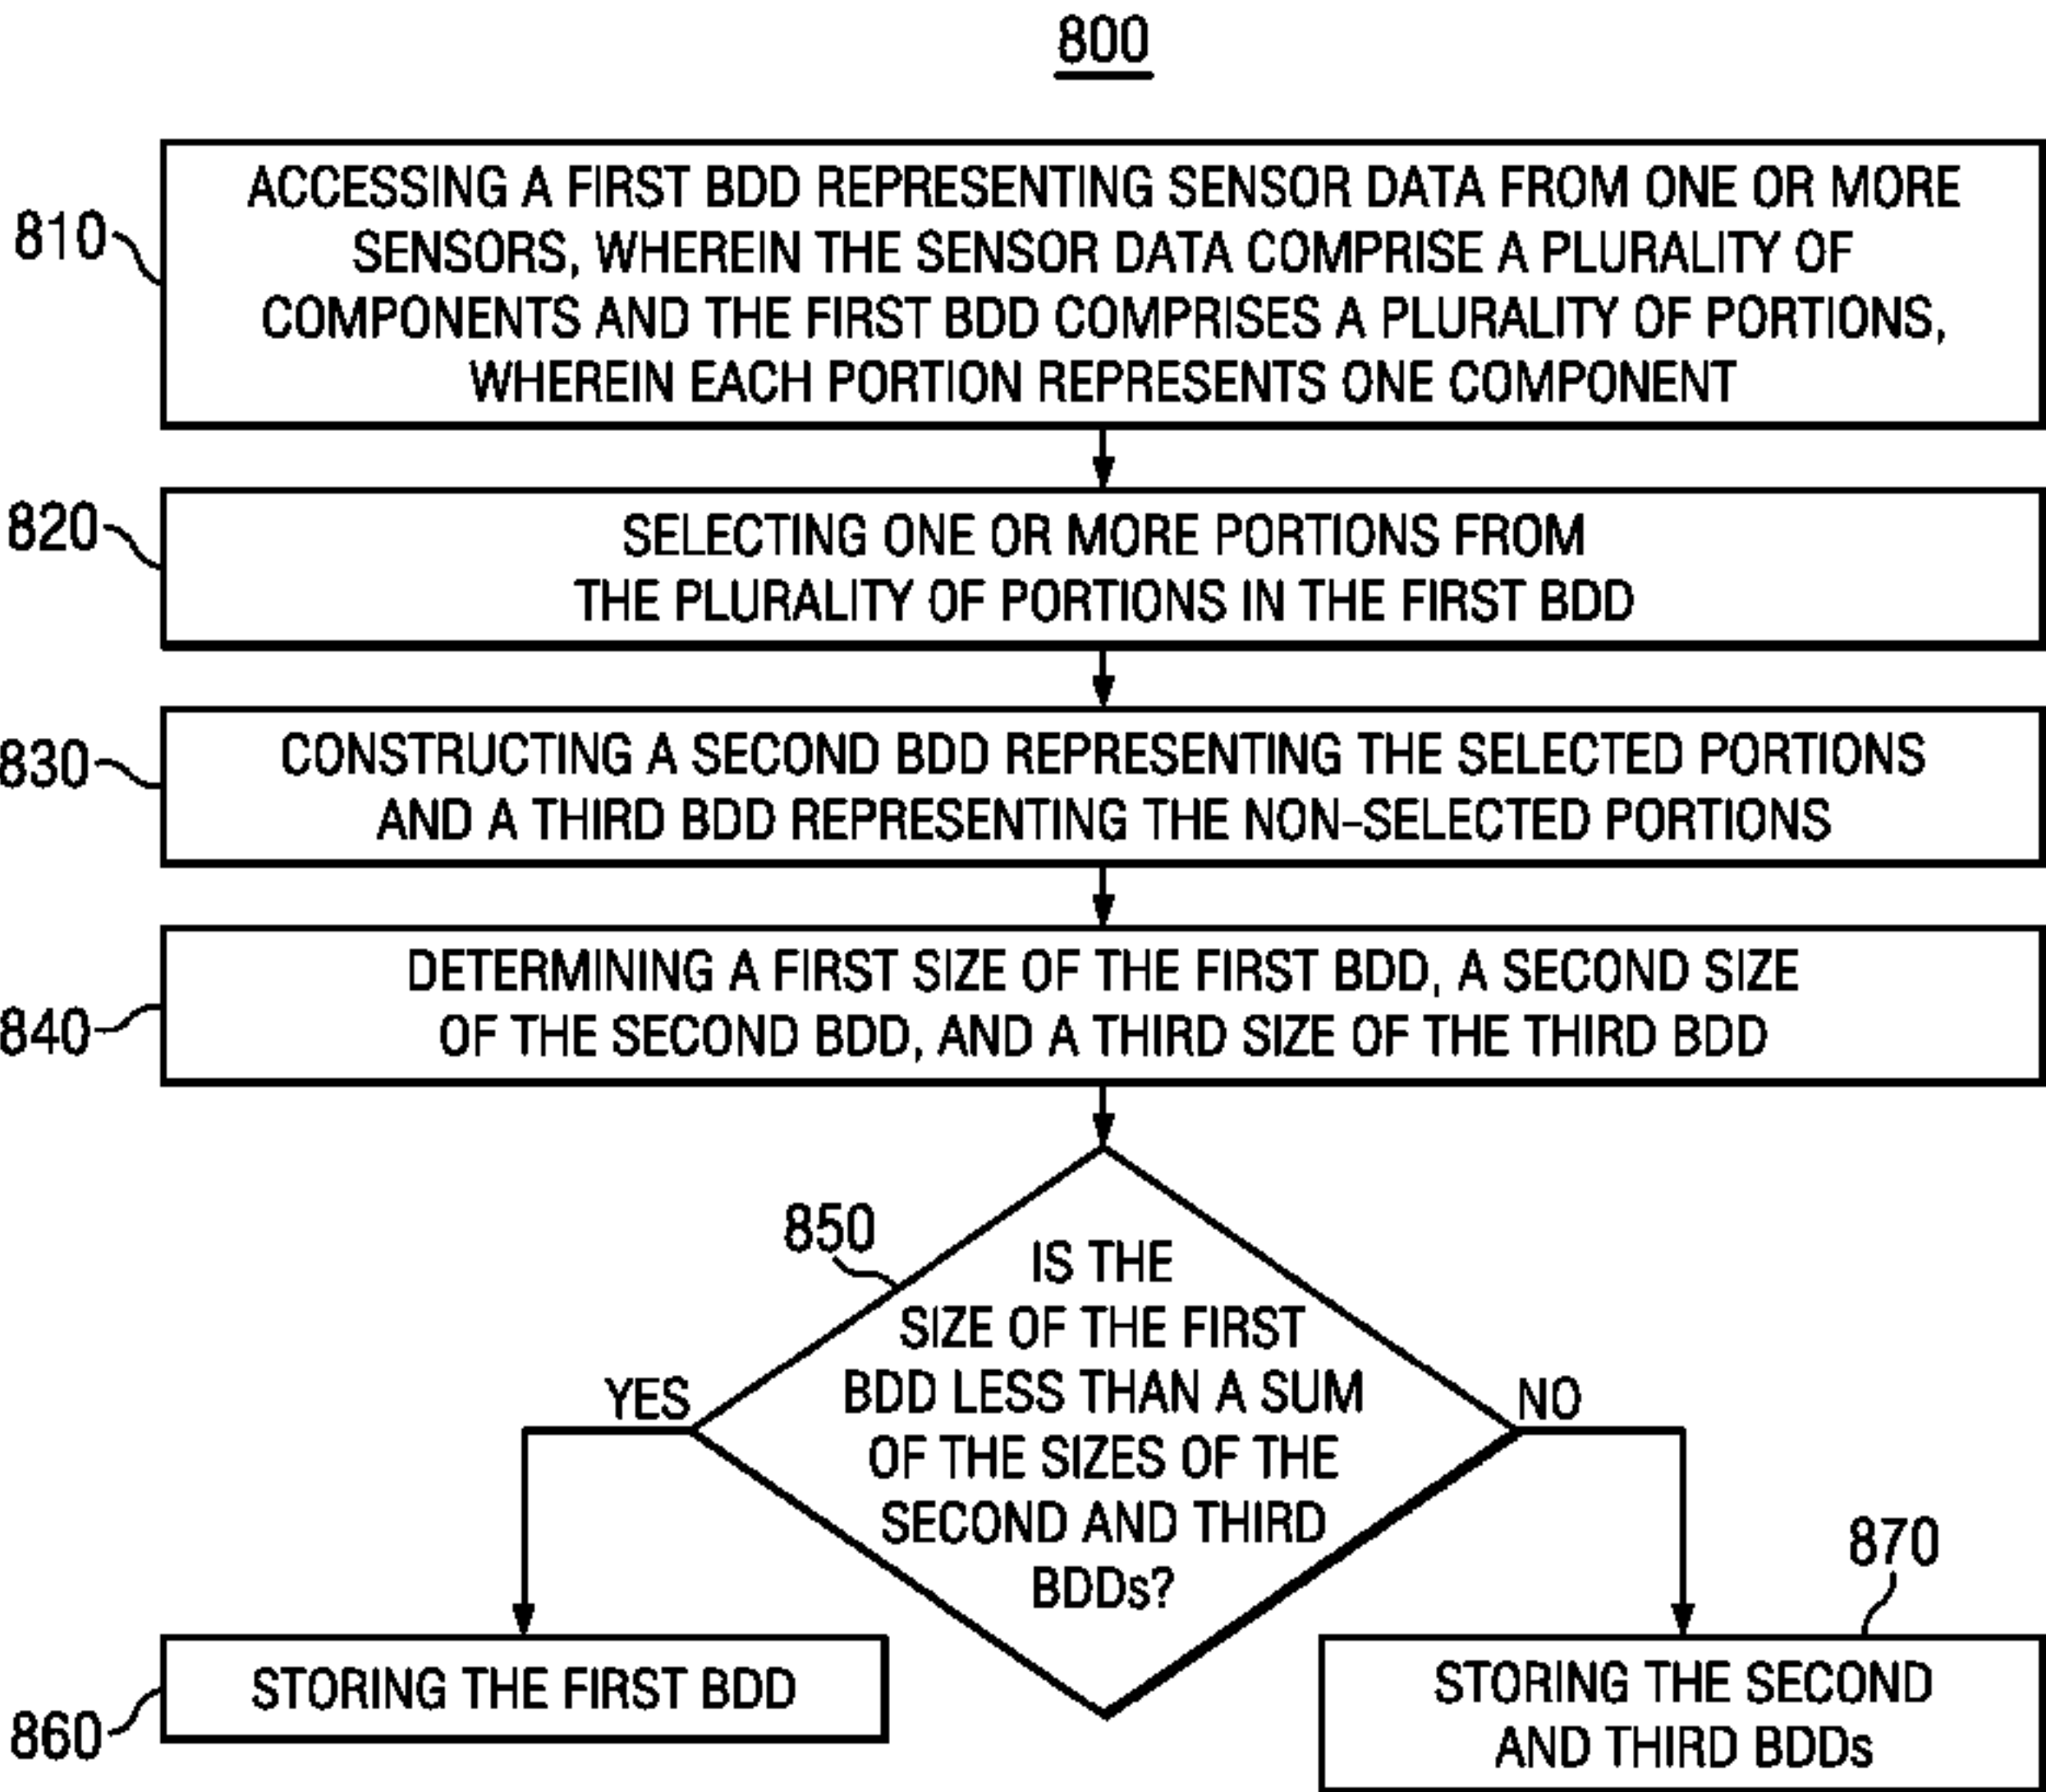 800
810
ACCESSING A FIRST BDD REPRESENTING SENSOR DATA FROM ONE OR MORE
SENSORS, WHEREIN THE SENSOR DATA COMPRISE A PLURALITY OF
COMPONENTS AND THE FIRST BDD COMPRISES A PLURALITY OF PORTIONS,
WHEREIN EACH PORTION REPRESENTS ONE COMPONENT
820
SELECTING ONE OR MORE PORTIONS FROM
THE PLURALITY OF PORTIONS IN THE FIRST BDD
830
CONSTRUCTING A SECOND BDD REPRESENTING THE SELECTED PORTIONS
AND A THIRD BDD REPRESENTING THE NON-SELECTED PORTIONS
840
DETERMINING A FIRST SIZE OF THE FIRST BDD, A SECOND SIZE
OF THE SECOND BDD, AND A THIRD SIZE OF THE THIRD BDD
850
IS THE
SIZE OF THE FIRST
BDD LESS THAN A SUM
OF THE SIZES OF THE
SECOND AND THIRD
BDDs?
YES
NO
860
STORING THE FIRST BDD
870
STORING THE SECOND
AND THIRD BDDs